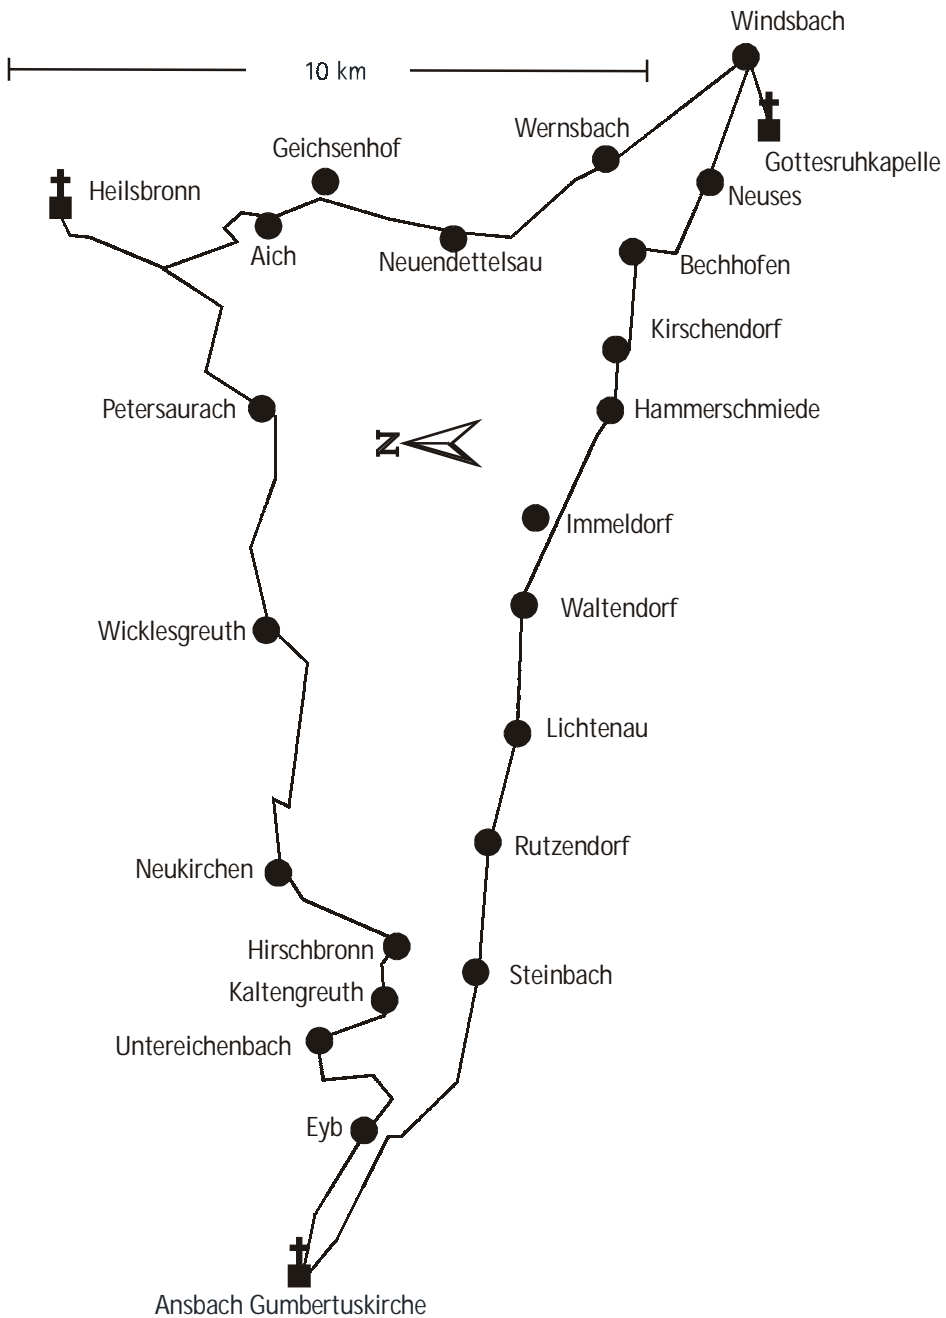 Windsbach
10 km
Wernsbach
Geichsenhof
Gottesruhkapelle
Heilsbronn
Neuses
Aich
Neuendettelsau
Bechhofen
Kirschendorf
Petersaurach
Hammerschmiede
N
Immeldorf
Waltendorf
Wicklesgreuth
Lichtenau
Rutzendorf
Neukirchen
Hirschbronn
Steinbach
Kaltengreuth
Untereichenbach
Eyb
Ansbach Gumbertuskirche